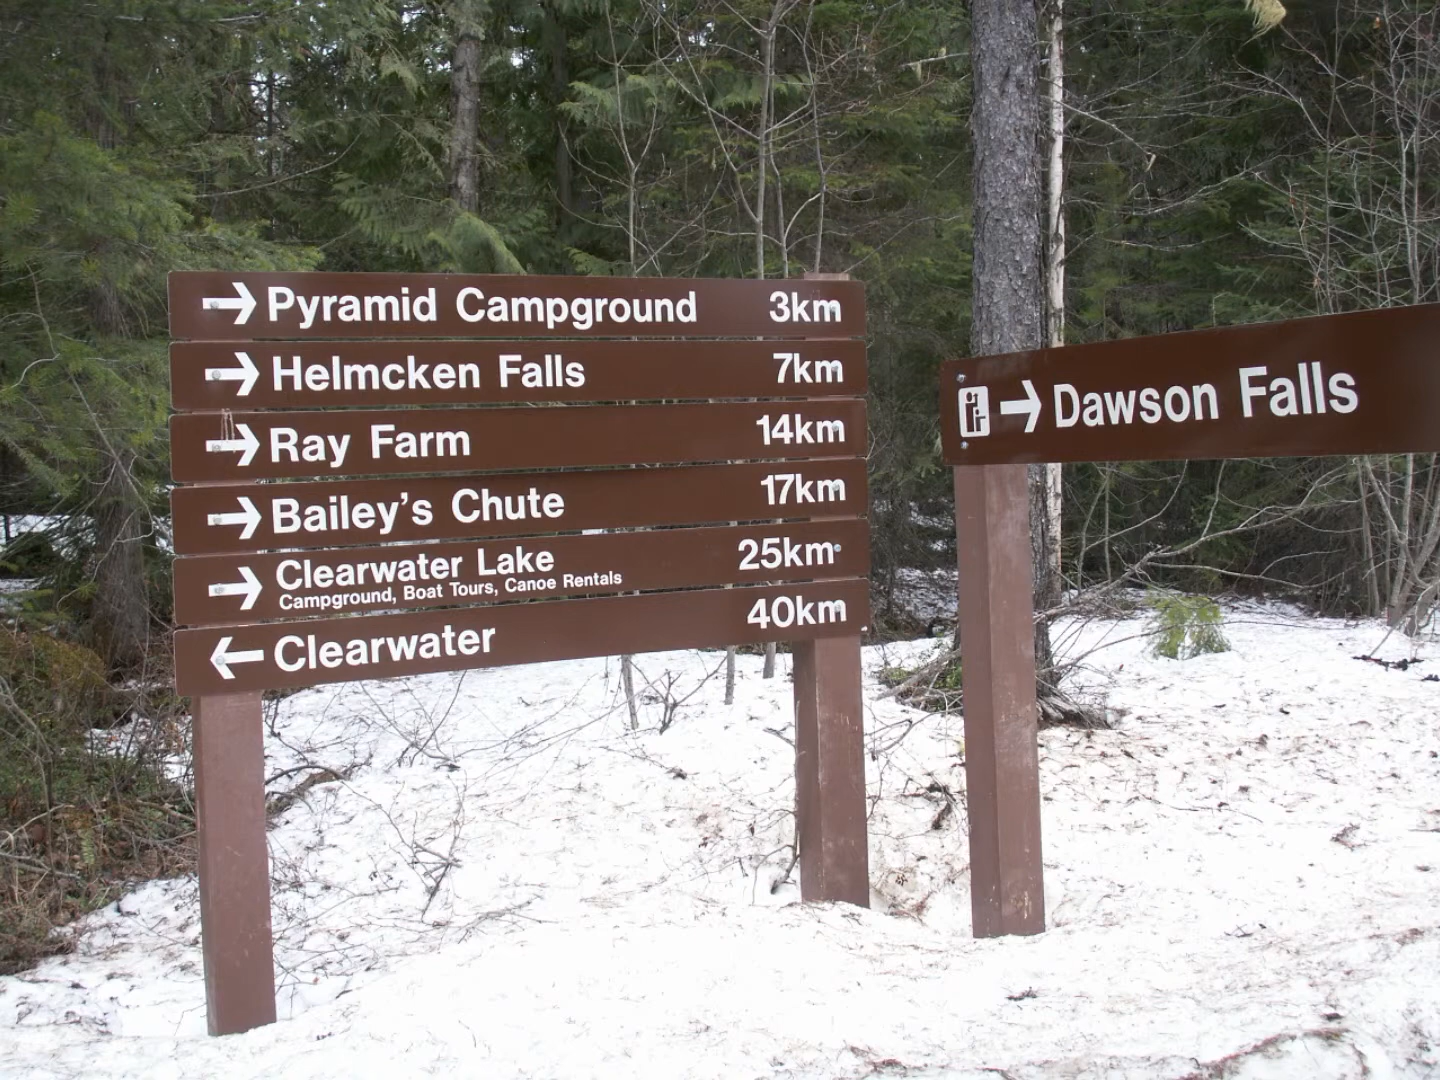 Pyramid Campground 3km
Helmcken Falls 7km
Ray Farm 14km
Bailey's Chute 17km
Clearwater Lake 25km
Campground, Boat Tours, Canoe Rentals
Clearwater 40km
Dawson Falls